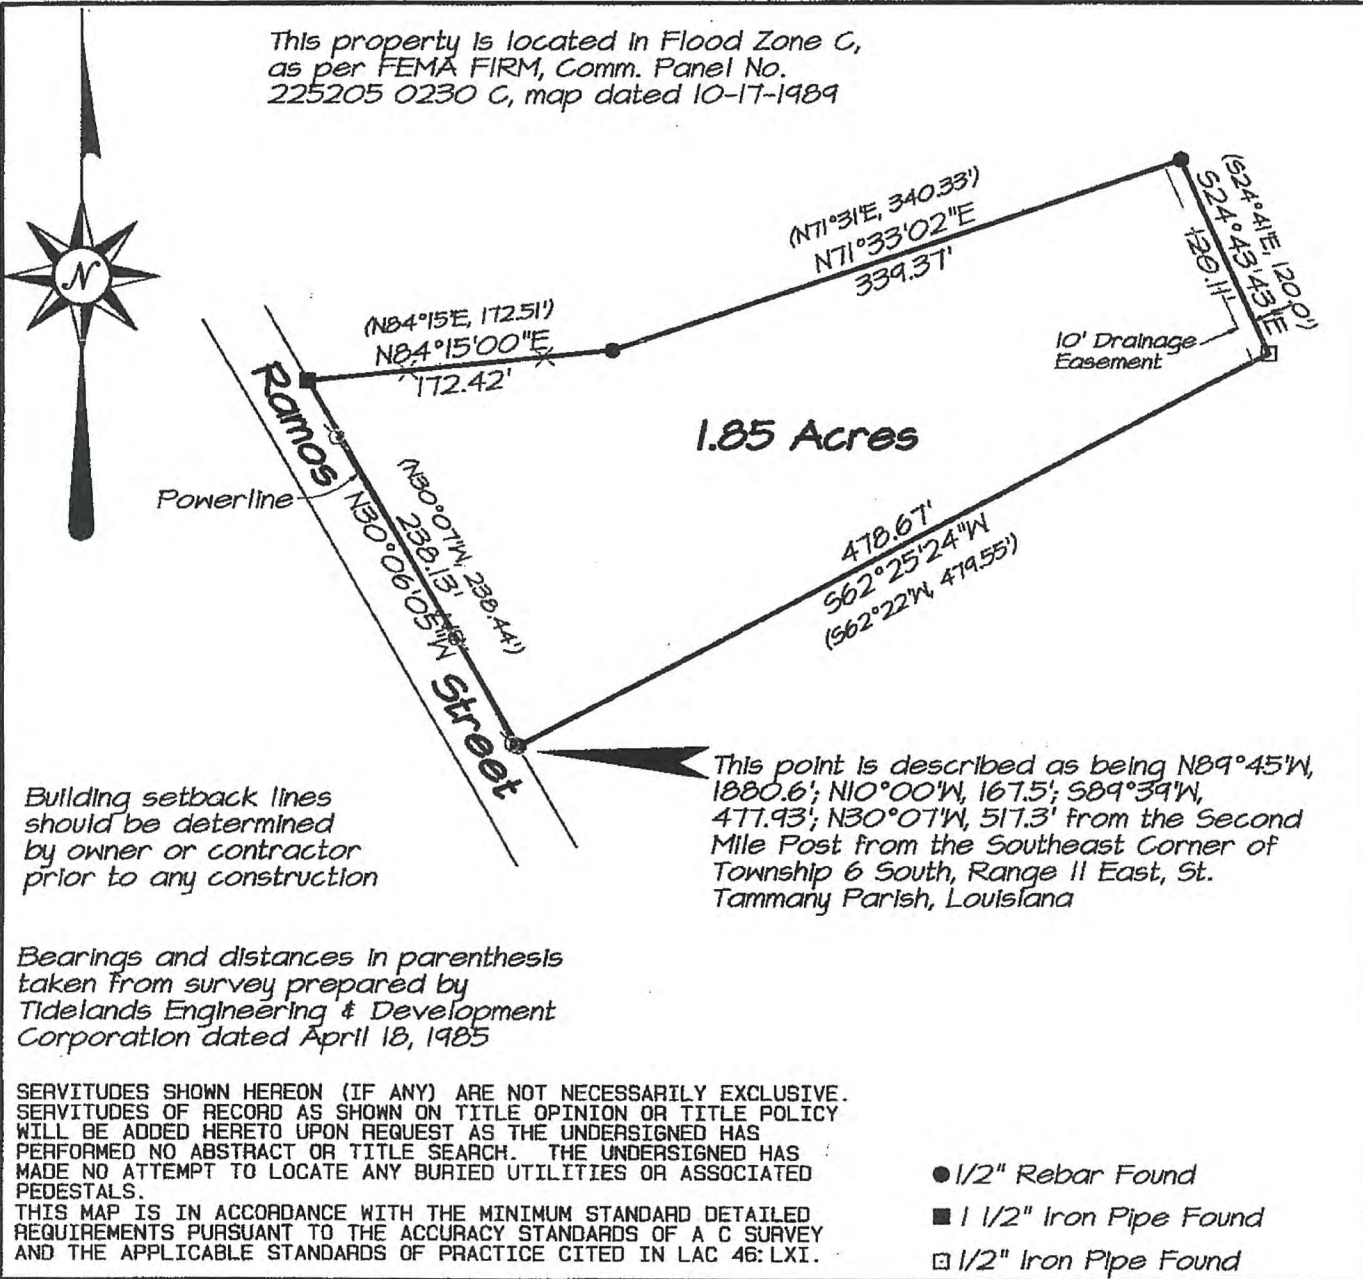 This property is located in Flood Zone C,
as per FEMA FIRM, Comm. Panel No.
225205 0230 C, map dated 10-17-1989
N
(N71°31'E, 340.33')
N71°33'02"E
339.37'
(S24°41'E, 120.0')
S24°43'43"E
120.11'
(N84°15'E, 172.51')
N84°15'00"E
172.42'
10' Drainage
Easement
1.85 Acres
Ramos Street
Powerline
(N30°07'W, 238.44')
238.13'
N30°06'05"W
478.67'
S62°25'24"W
(S62°22'W, 479.55')
This point is described as being N89°45'W,
1880.6'; N10°00'W, 167.5'; S89°39'W,
477.93'; N30°07'W, 517.3' from the Second
Mile Post from the Southeast Corner of
Township 6 South, Range 11 East, St.
Tammany Parish, Louisiana
Building setback lines
should be determined
by owner or contractor
prior to any construction
Bearings and distances in parenthesis
taken from survey prepared by
Tidelands Engineering & Development
Corporation dated April 18, 1985
SERVITUDES SHOWN HEREON (IF ANY) ARE NOT NECESSARILY EXCLUSIVE.
SERVITUDES OF RECORD AS SHOWN ON TITLE OPINION OR TITLE POLICY
WILL BE ADDED HERETO UPON REQUEST AS THE UNDERSIGNED HAS
PERFORMED NO ABSTRACT OR TITLE SEARCH. THE UNDERSIGNED HAS
MADE NO ATTEMPT TO LOCATE ANY BURIED UTILITIES OR ASSOCIATED
PEDESTALS.
THIS MAP IS IN ACCORDANCE WITH THE MINIMUM STANDARD DETAILED
REQUIREMENTS PURSUANT TO THE ACCURACY STANDARDS OF A C SURVEY
AND THE APPLICABLE STANDARDS OF PRACTICE CITED IN LAC 46:LXI.
1/2" Rebar Found
1 1/2" Iron Pipe Found
1/2" Iron Pipe Found